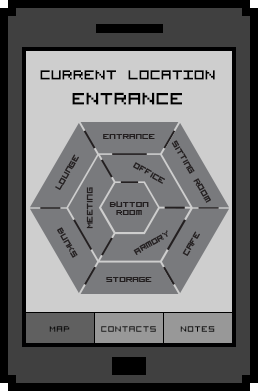 CURRENT LOCATION
ENTRANCE
ENTRANCE
LOUNGE
OFFICE
SITTING ROOM
MEETING
BUTTON
ROOM
BUNKS
ARMORY
CAFE
STORAGE
MAP
CONTACTS
NOTES